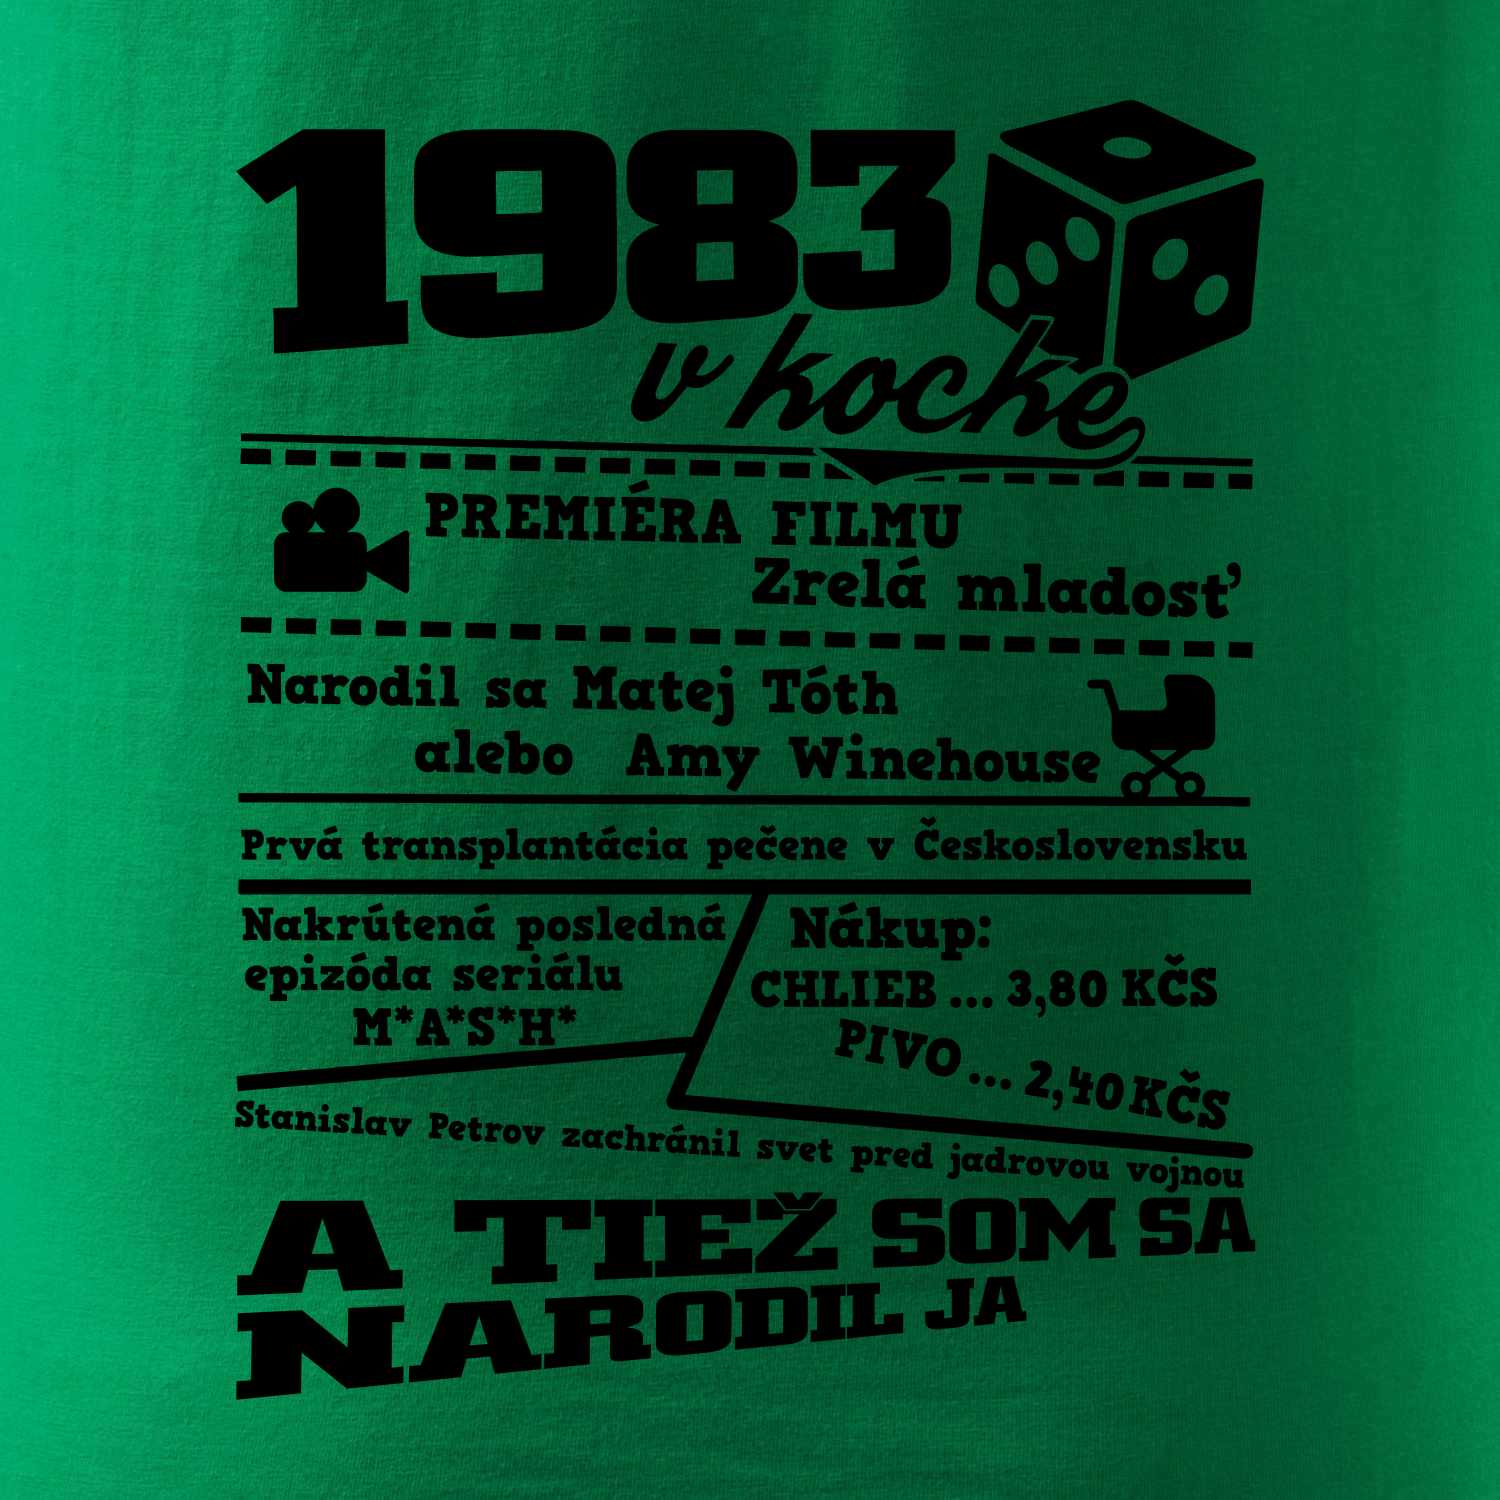 1983
v kocke
PREMIÉRA FILMU
Zrelá mladosť
Narodil sa Matej Tóth
alebo Amy Winehouse
Prvá transplantácia pečene v Československu
Nakrútená posledná
epizóda seriálu
M*A*S*H*
Nákup:
CHLIEB ... 3,80 KČS
PIVO ... 2,40 KČS
Stanislav Petrov zachránil svet pred jadrovou vojnou
A TIEŽ SOM SA
NARODIL JA